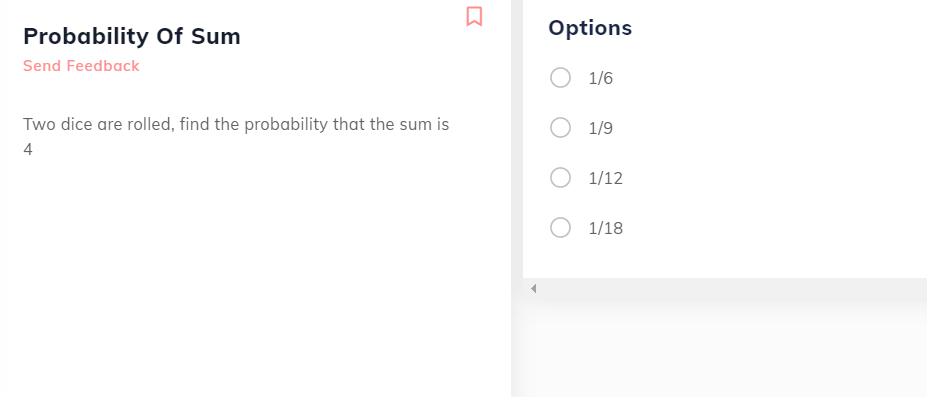 Probability Of Sum
Send Feedback
Two dice are rolled, find the probability that the sum is
4
Options
1/6
1/9
1/12
1/18